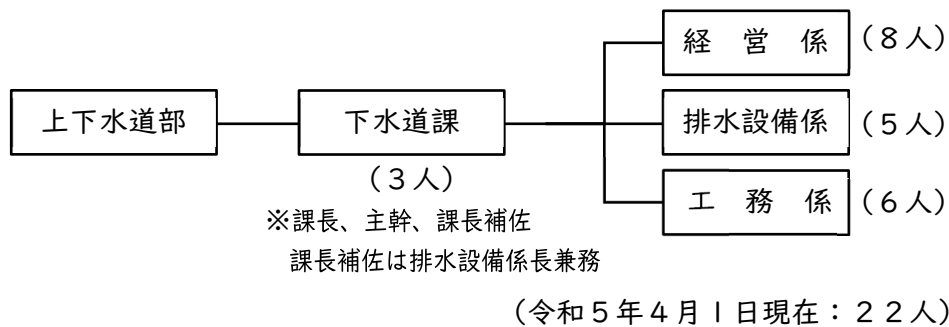 経　営　係 （８人）
上下水道部 下水道課 排水設備係 （５人）
（３人）
工　務　係 （６人）
※課長、主幹、課長補佐
課長補佐は排水設備係長兼務
（令和５年４月１日現在：２２人）